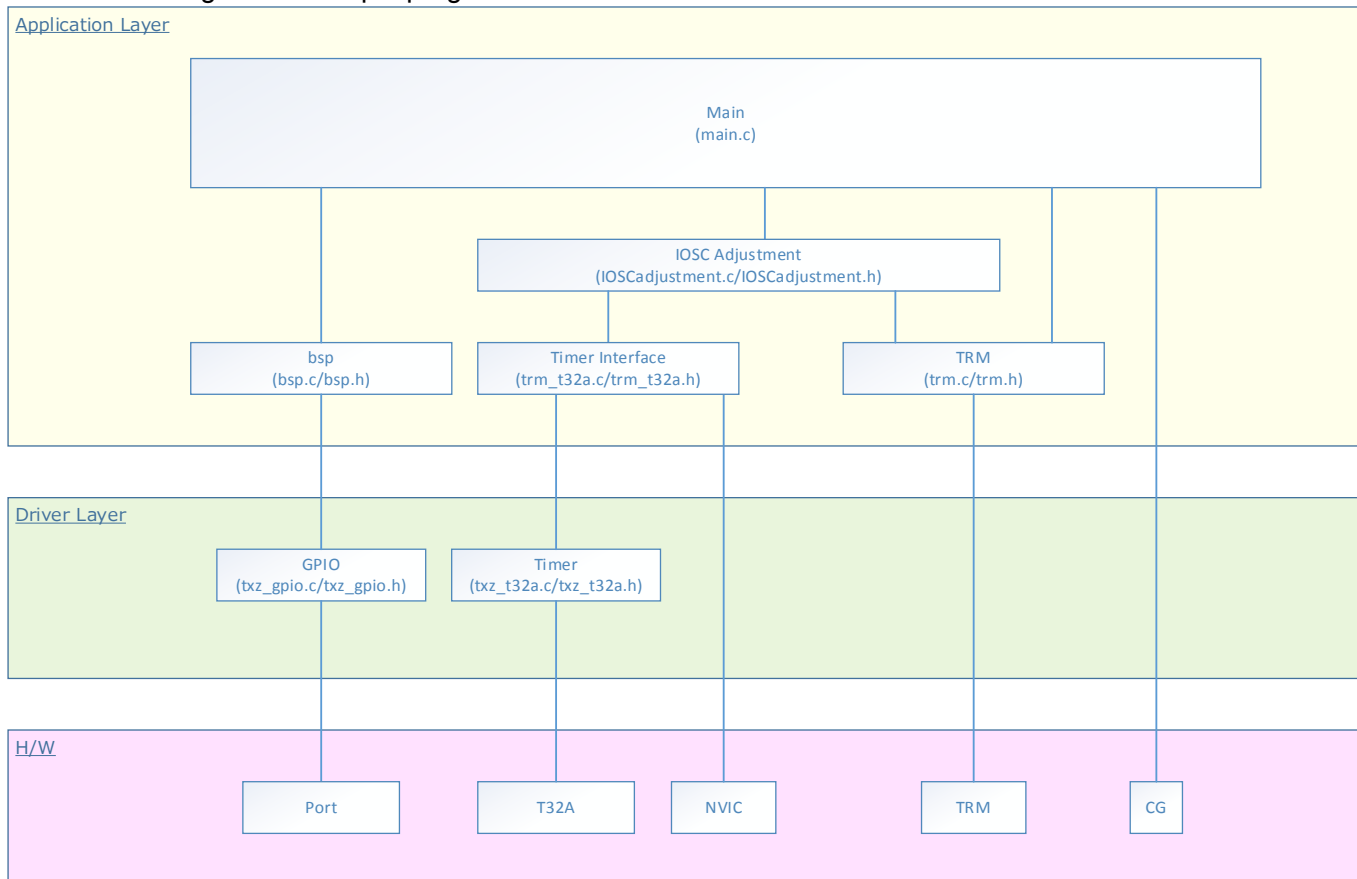 Application Layer
Main
(main.c)
IOSC Adjustment
(IOSCadjustment.c/IOSCadjustment.h)
bsp
(bsp.c/bsp.h)
Timer Interface
(trm_t32a.c/trm_t32a.h)
TRM
(trm.c/trm.h)
Driver Layer
GPIO
(txz_gpio.c/txz_gpio.h)
Timer
(txz_t32a.c/txz_t32a.h)
H/W
Port
T32A
NVIC
TRM
CG